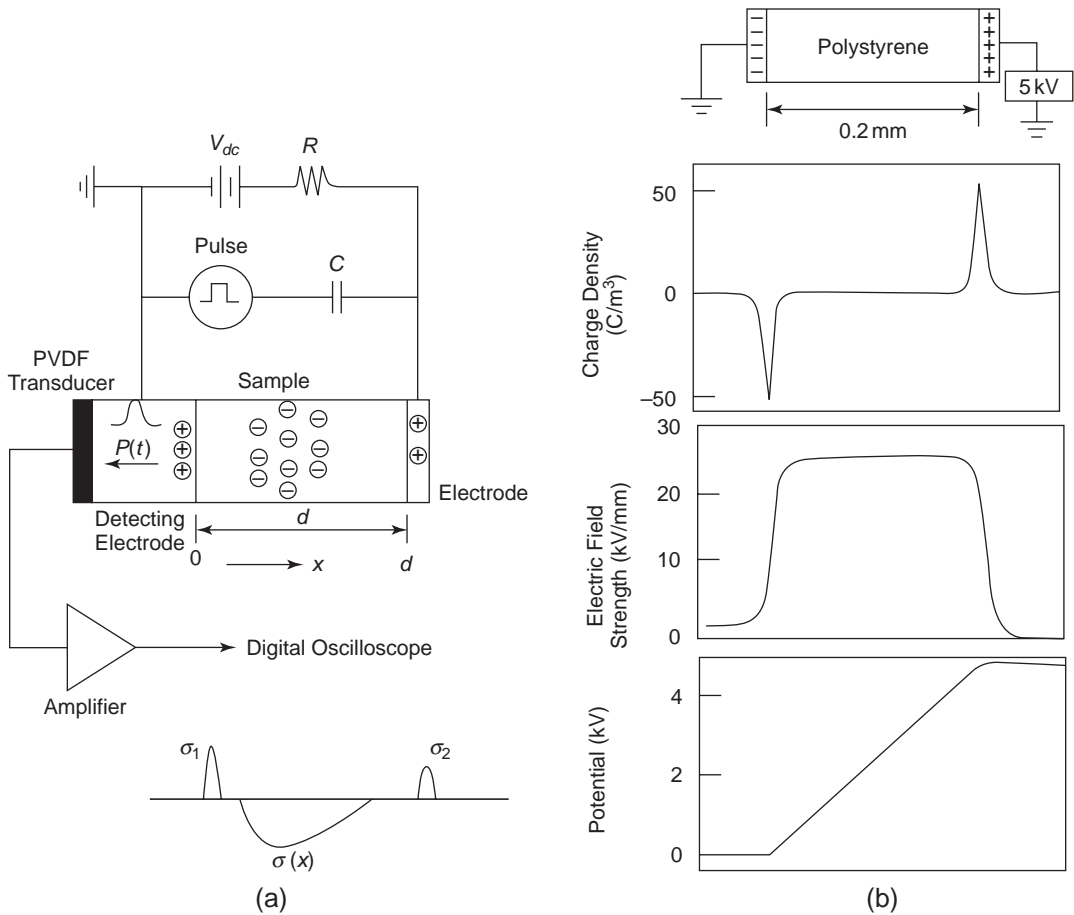 V_dc
R
Pulse
C
PVDF
Transducer
Sample
P(t)
Electrode
Detecting
Electrode
d
0
x
d
Digital Oscilloscope
Amplifier
σ1
σ2
σ(x)
(a)
− + 
− +
− Polystyrene +
− +
− +
5 kV
0.2 mm
50
0
−50
Charge Density
(C/m³)
30
20
10
0
Electric Field
Strength (kV/mm)
4
2
0
Potential (kV)
(b)